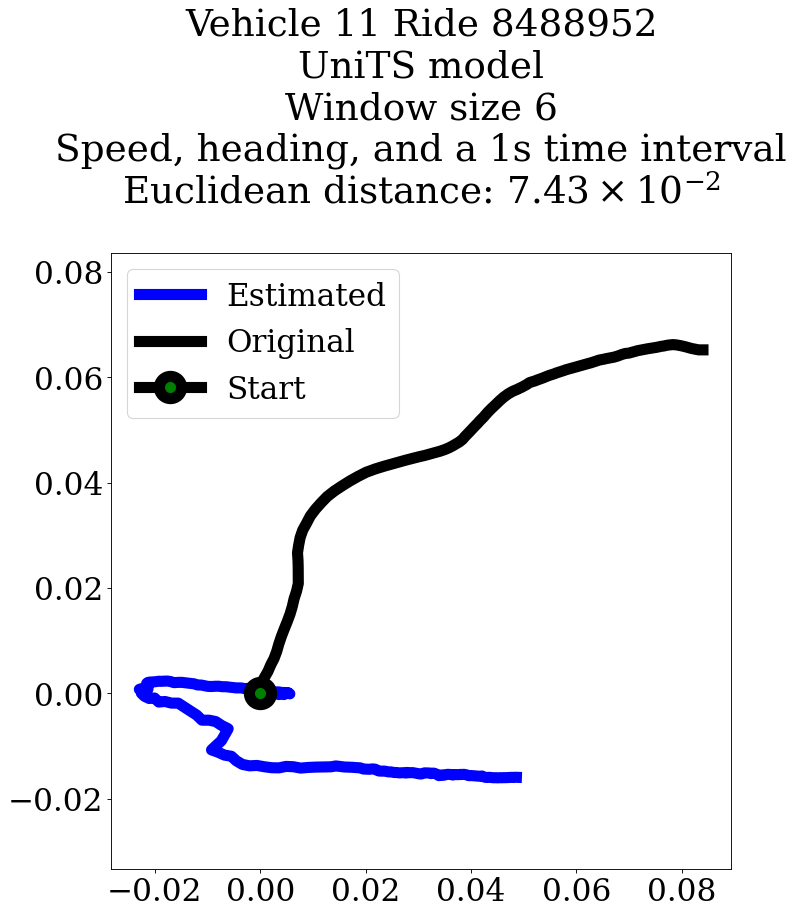 Vehicle 11 Ride 8488952
UniTS model
Window size 6
Speed, heading, and a 1s time interval
Euclidean distance: 7.43 × 10⁻²
Estimated
Original
Start
0.08
0.06
0.04
0.02
0.00
−0.02
−0.02 0.00 0.02 0.04 0.06 0.08